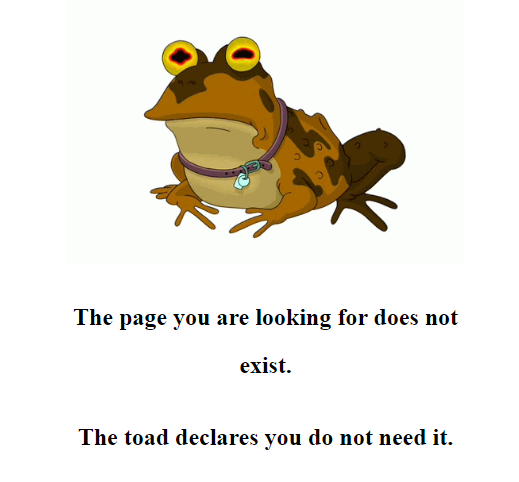 The page you are looking for does not
exist.
The toad declares you do not need it.